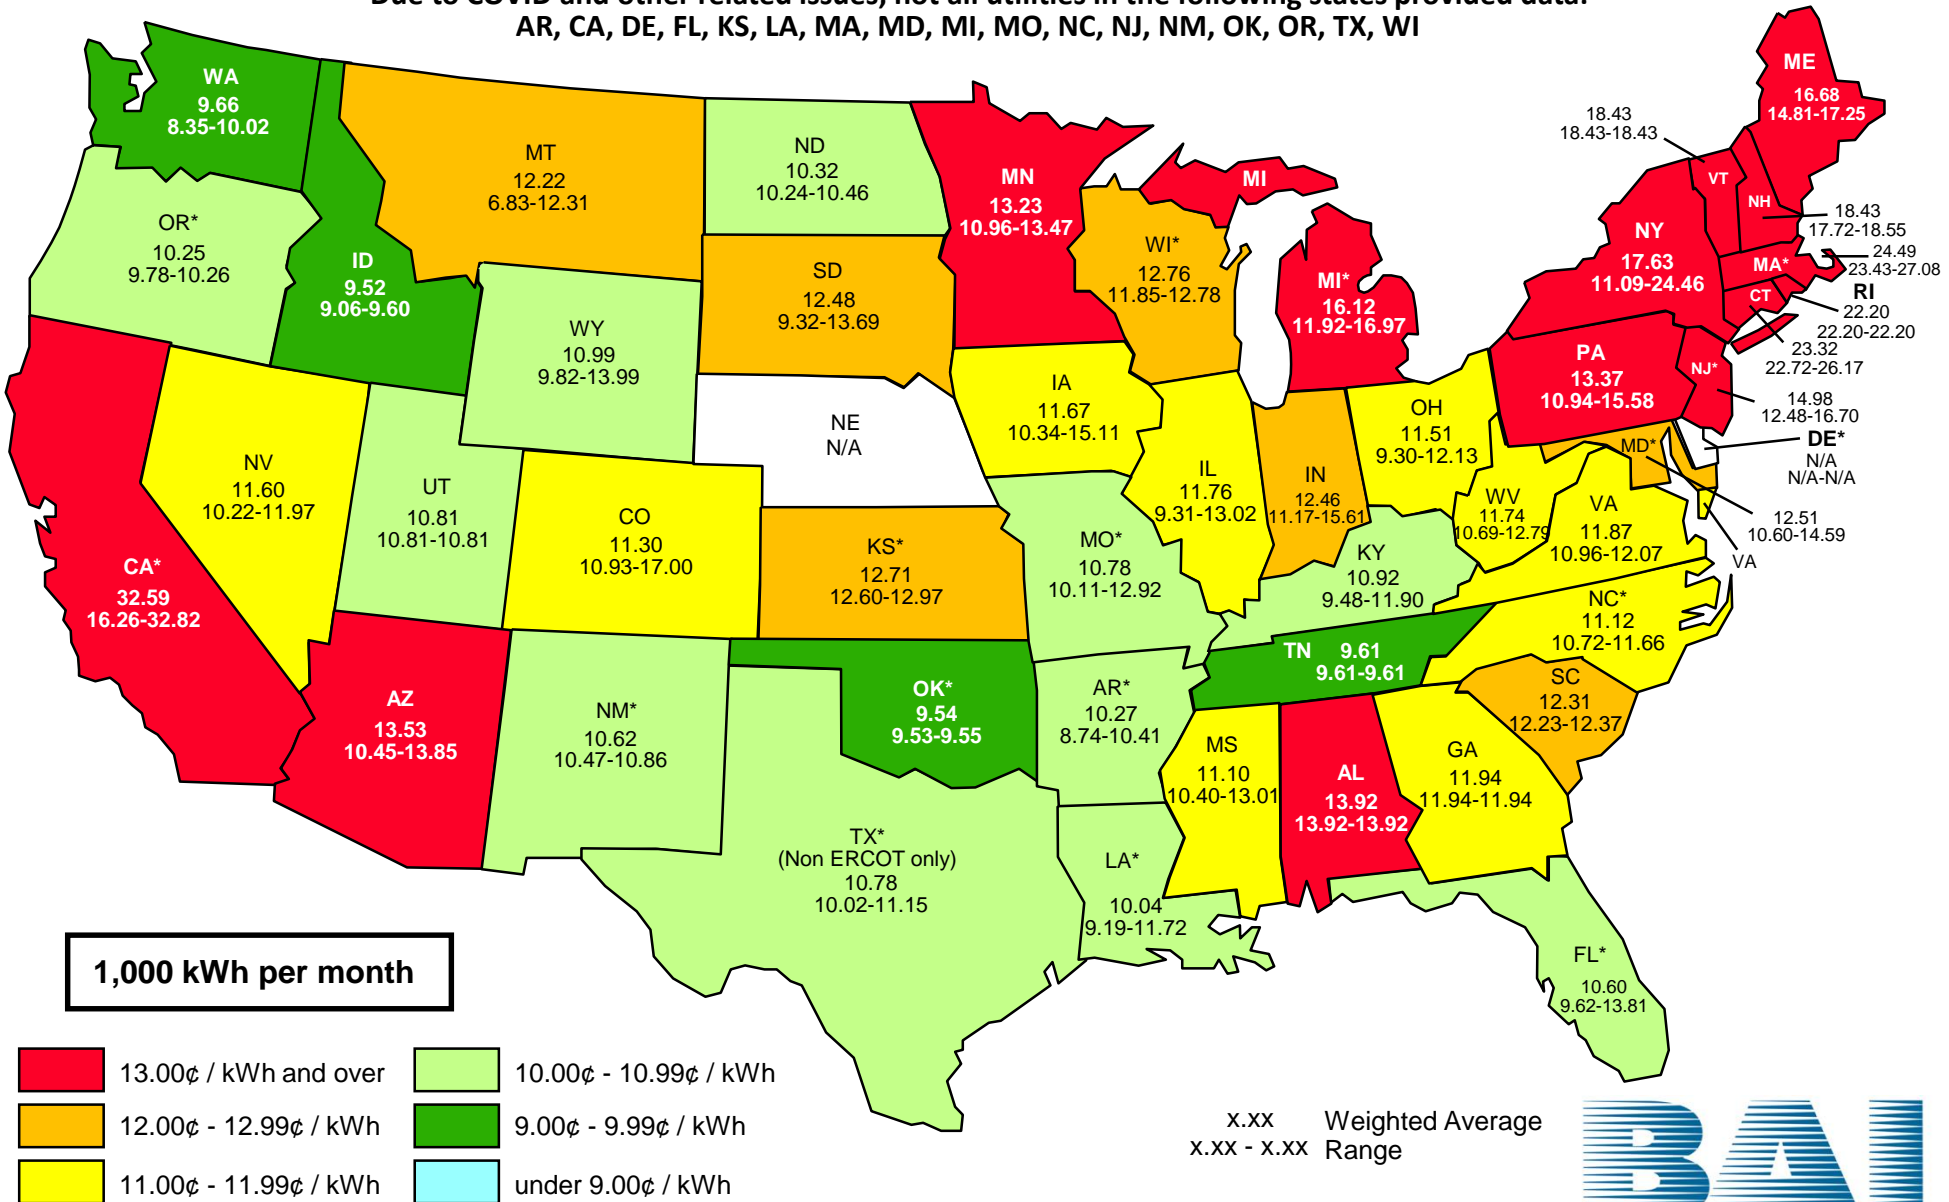 Due to COVID and other related issues, not all utilities in the following states provided data:
AR, CA, DE, FL, KS, LA, MA, MD, MI, MO, NC, NJ, NM, OK, OR, TX, WI
WA
9.66
8.35-10.02
MT
12.22
6.83-12.31
ND
10.32
10.24-10.46
MN
13.23
10.96-13.47
MI
ME
16.68
14.81-17.25
18.43
18.43-18.43
VT
NH
18.43
17.72-18.55
OR*
10.25
9.78-10.26
ID
9.52
9.06-9.60
SD
12.48
9.32-13.69
WI*
12.76
11.85-12.78
MI*
16.12
11.92-16.97
NY
17.63
11.09-24.46
MA*
24.49
23.43-27.08
CT
RI
22.20
22.20-22.20
23.32
22.72-26.17
WY
10.99
9.82-13.99
IA
11.67
10.34-15.11
PA
13.37
10.94-15.58
NJ*
14.98
12.48-16.70
NE
N/A
OH
11.51
9.30-12.13
MD*
DE*
N/A
N/A-N/A
NV
11.60
10.22-11.97
UT
10.81
10.81-10.81
CO
11.30
10.93-17.00
IL
11.76
9.31-13.02
IN
12.46
11.17-15.61
WV
11.74
10.69-12.79
VA
11.87
10.96-12.07
12.51
10.60-14.59
VA
CA*
32.59
16.26-32.82
KS*
12.71
12.60-12.97
MO*
10.78
10.11-12.92
KY
10.92
9.48-11.90
NC*
11.12
10.72-11.66
AZ
13.53
10.45-13.85
NM*
10.62
10.47-10.86
OK*
9.54
9.53-9.55
AR*
10.27
8.74-10.41
TN 9.61
9.61-9.61
SC
12.31
12.23-12.37
MS
11.10
10.40-13.01
AL
13.92
13.92-13.92
GA
11.94
11.94-11.94
TX*
(Non ERCOT only)
10.78
10.02-11.15
LA*
10.04
9.19-11.72
FL*
10.60
9.62-13.81
1,000 kWh per month
13.00¢ / kWh and over
10.00¢ - 10.99¢ / kWh
12.00¢ - 12.99¢ / kWh
9.00¢ - 9.99¢ / kWh
11.00¢ - 11.99¢ / kWh
under 9.00¢ / kWh
x.xx Weighted Average
x.xx - x.xx Range
BAI